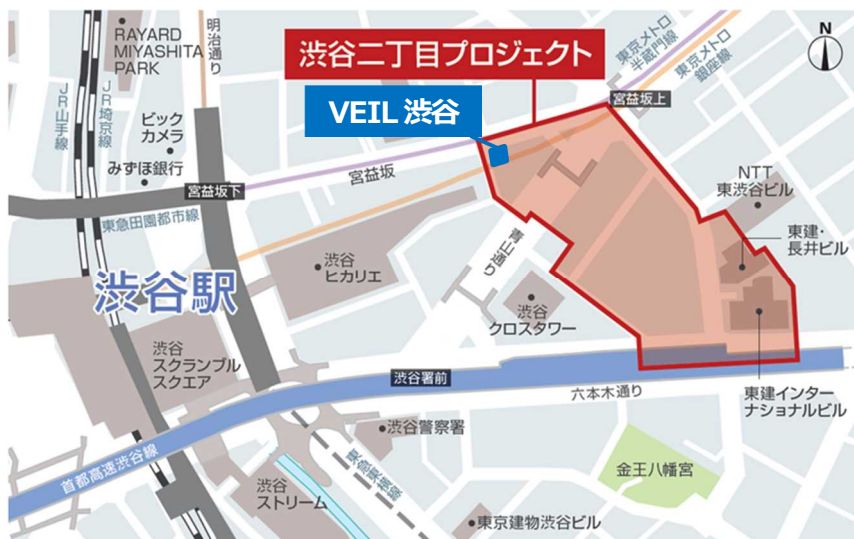 RAYARD
MIYASHITA
PARK
明治通り
JR山手線
JR埼京線
ビック
カメラ
みずほ銀行
渋谷二丁目プロジェクト
VEIL 渋谷
東京メトロ
半蔵門線
東京メトロ
銀座線
N
宮益坂上
宮益坂下
宮益坂
東急田園都市線
NTT
東渋谷ビル
東建・
長井ビル
青山通り
渋谷
ヒカリエ
渋谷駅
渋谷
クロスタワー
渋谷
スクランブル
スクエア
渋谷署前
六本木通り
東建インター
ナショナルビル
首都高速渋谷線
渋谷警察署
東急東横線
金王八幡宮
渋谷
ストリーム
東京建物渋谷ビル